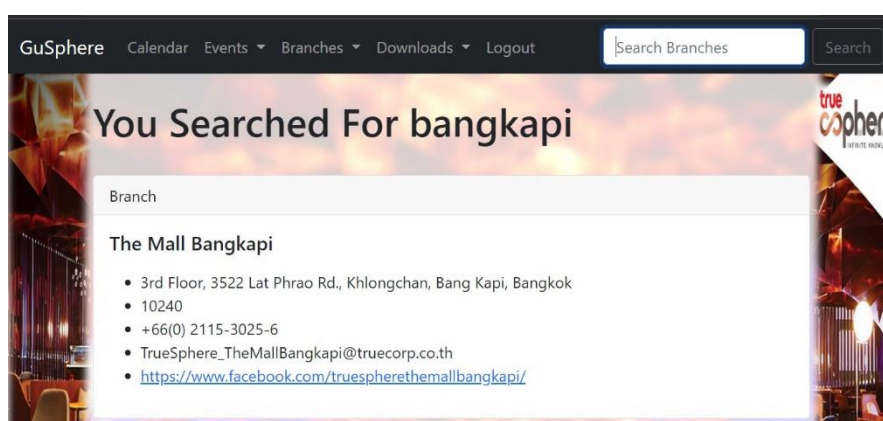 GuSphere Calendar Events Branches Downloads Logout Search Branches Search
You Searched For bangkapi
true
Branch
The Mall Bangkapi
3rd Floor, 3522 Lat Phrao Rd., Khlongchan, Bang Kapi, Bangkok
10240
+66(0) 2115-3025-6
TrueSphere_TheMallBangkapi@truecorp.co.th
https://www.facebook.com/truespherethemallbangkapi/